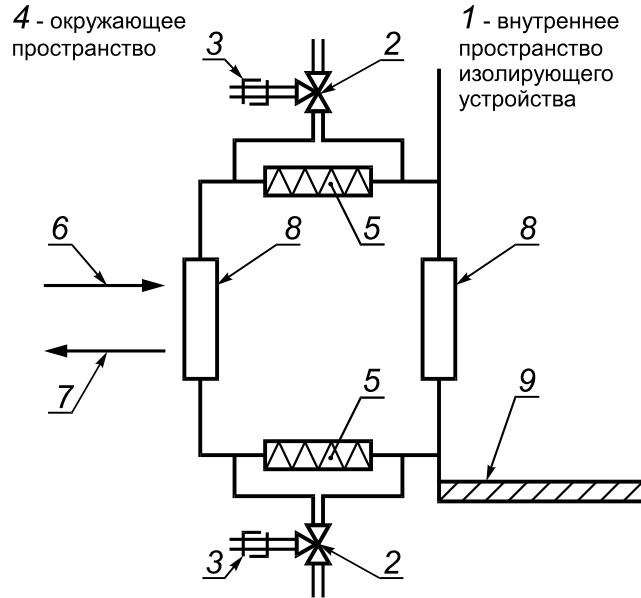 4 - окружающее
пространство
1 - внутреннее
пространство
изолирующего
устройства
3
2
5
6
8
8
7
5
9
3
2